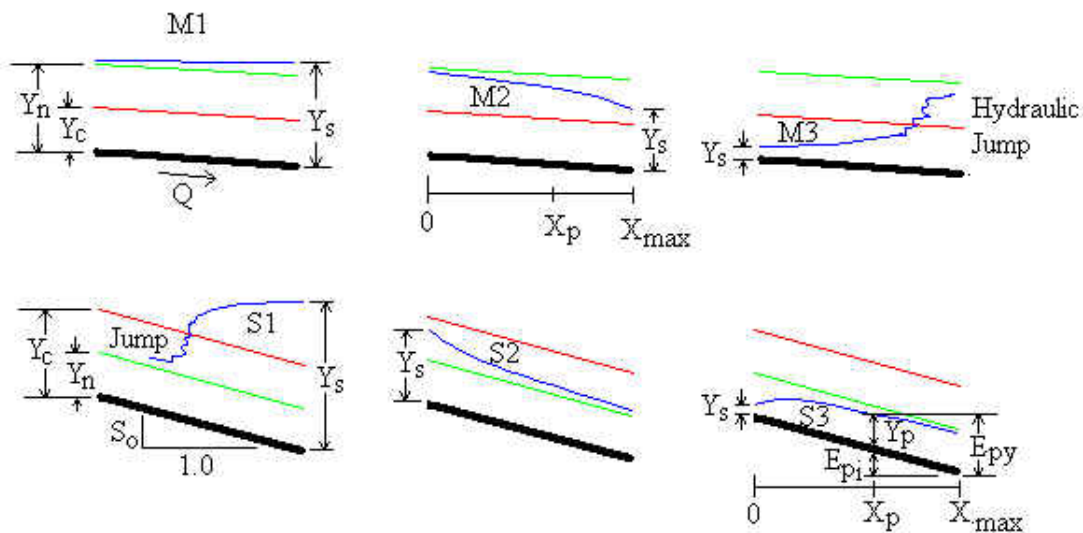 M1
Yn
Yc
Ys
Q
M2
Ys
0
Xp
Xmax
M3
Ys
Hydraulic
Jump
Yc
Yn
Jump
S1
Ys
So
1.0
Ys
S2
Ys
S3
Yp
Epi
Epy
0
Xp
Xmax